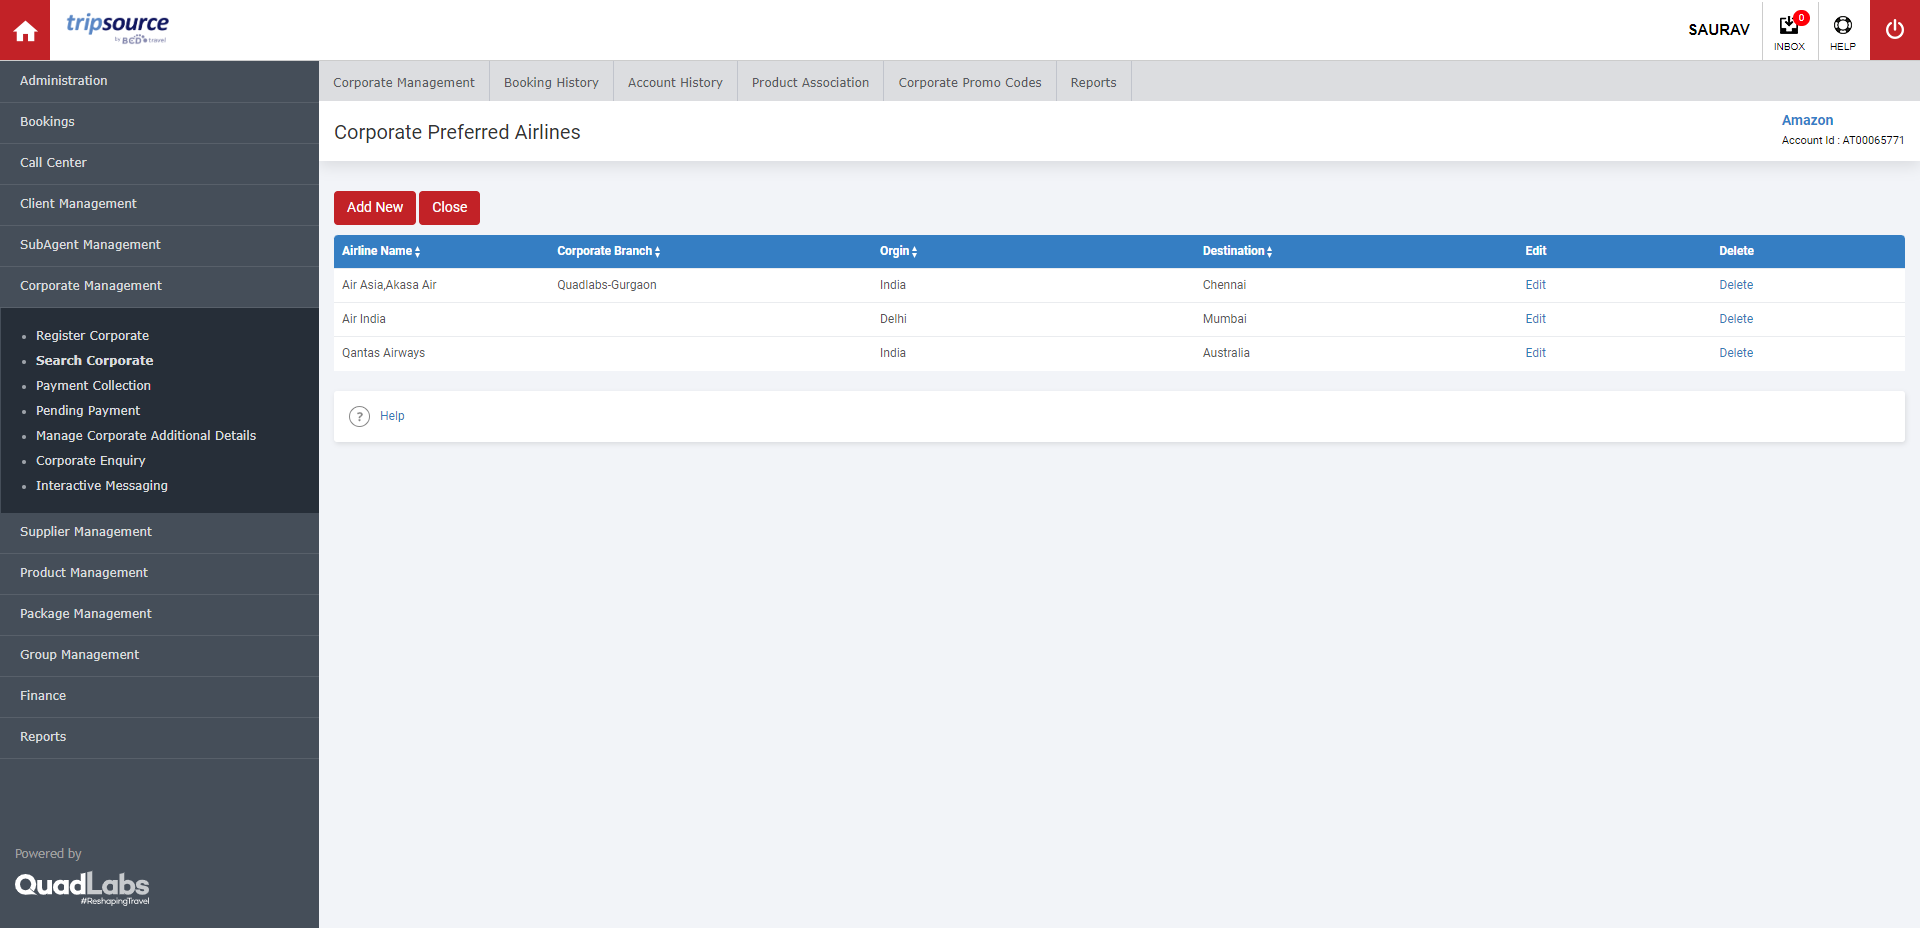 tripsource
by BCD travel
SAURAV
0
INBOX
HELP
Administration
Bookings
Call Center
Client Management
SubAgent Management
Corporate Management
Register Corporate
Search Corporate
Payment Collection
Pending Payment
Manage Corporate Additional Details
Corporate Enquiry
Interactive Messaging
Supplier Management
Product Management
Package Management
Group Management
Finance
Reports
Powered by
QuadLabs
#ReshapingTravel
Corporate Management Booking History Account History Product Association Corporate Promo Codes Reports
Corporate Preferred Airlines
Amazon
Account Id : AT00065771
Add New Close
Airline Name Corporate Branch Orgin Destination Edit Delete
Air Asia,Akasa Air Quadlabs-Gurgaon India Chennai Edit Delete
Air India Delhi Mumbai Edit Delete
Qantas Airways India Australia Edit Delete
? Help